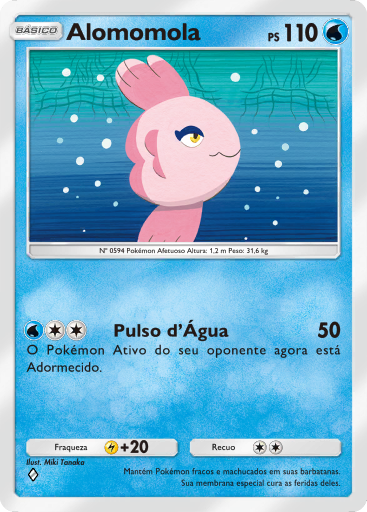 BÁSICO Alomomola PS 110
Nº 0594 Pokémon Afetuoso Altura: 1,2 m Peso: 31,6 kg
Pulso d’Água 50
O Pokémon Ativo do seu oponente agora está
Adormecido.
Fraqueza +20 Recuo
Ilust. Miki Tanaka
Mantém Pokémon fracos e machucados em suas barbatanas.
Sua membrana especial cura as feridas deles.